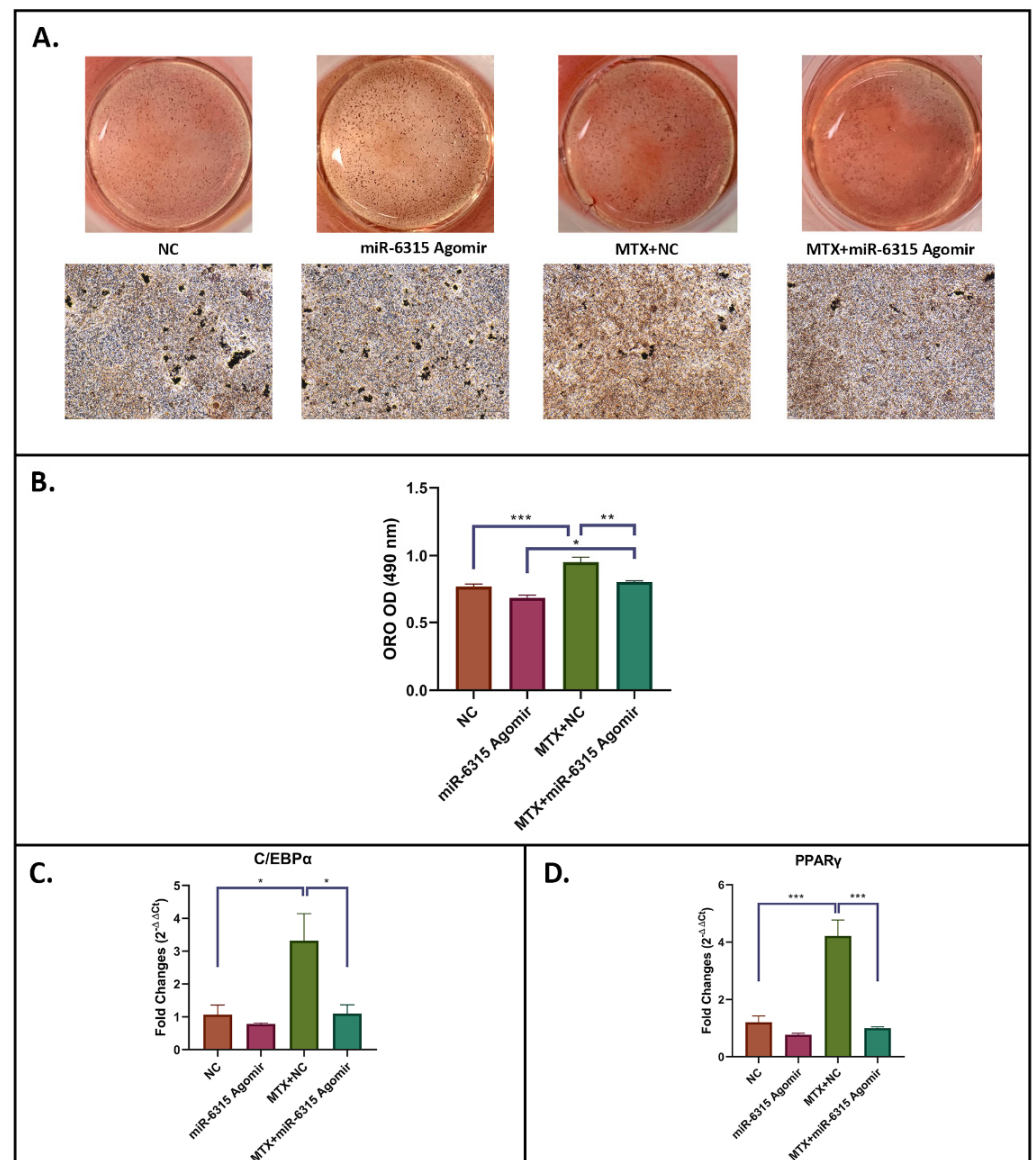 A.
NC
miR-6315 Agomir
MTX+NC
MTX+miR-6315 Agomir
B.
1.5
1.0
0.5
0.0
ORO OD (490 nm)
***
**
*
NC
miR-6315 Agomir
MTX+NC
MTX+miR-6315 Agomir
C.
C/EBPα
5
4
3
2
1
0
Fold Changes (2^-Δ ΔCt)
*
*
NC
miR-6315 Agomir
MTX+NC
MTX+miR-6315 Agomir
D.
PPARγ
6
4
2
0
Fold Changes (2^-Δ ΔCt)
***
***
NC
miR-6315 Agomir
MTX+NC
MTX+miR-6315 Agomir